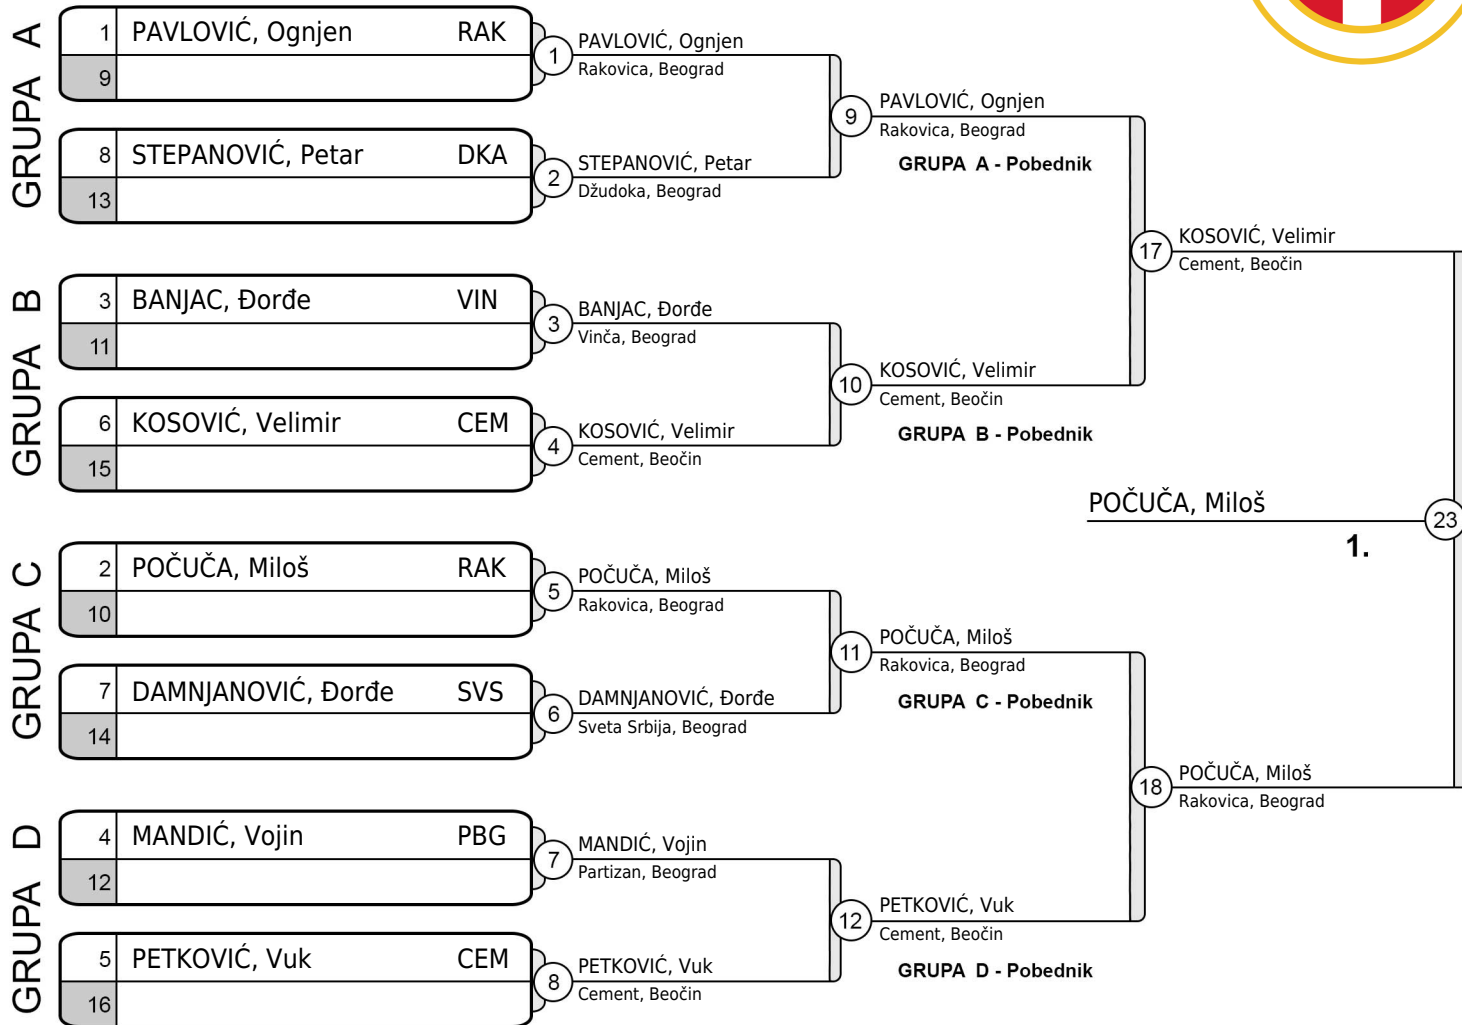 GRUPA A
1 PAVLOVIĆ, Ognjen RAK
9
8 STEPANOVIĆ, Petar DKA
13
GRUPA B
3 BANJAC, Đorđe VIN
11
6 KOSOVIĆ, Velimir CEM
15
GRUPA C
2 POČUČA, Miloš RAK
10
7 DAMNJANOVIĆ, Đorđe SVS
14
GRUPA D
4 MANDIĆ, Vojin PBG
12
5 PETKOVIĆ, Vuk CEM
16
1 PAVLOVIĆ, Ognjen
Rakovica, Beograd
2 STEPANOVIĆ, Petar
Džudoka, Beograd
3 BANJAC, Đorđe
Vinča, Beograd
4 KOSOVIĆ, Velimir
Cement, Beočin
5 POČUČA, Miloš
Rakovica, Beograd
6 DAMNJANOVIĆ, Đorđe
Sveta Srbija, Beograd
7 MANDIĆ, Vojin
Partizan, Beograd
8 PETKOVIĆ, Vuk
Cement, Beočin
9 PAVLOVIĆ, Ognjen
Rakovica, Beograd
GRUPA A - Pobednik
10 KOSOVIĆ, Velimir
Cement, Beočin
GRUPA B - Pobednik
11 POČUČA, Miloš
Rakovica, Beograd
GRUPA C - Pobednik
12 PETKOVIĆ, Vuk
Cement, Beočin
GRUPA D - Pobednik
17 KOSOVIĆ, Velimir
Cement, Beočin
18 POČUČA, Miloš
Rakovica, Beograd
POČUČA, Miloš 23
1.